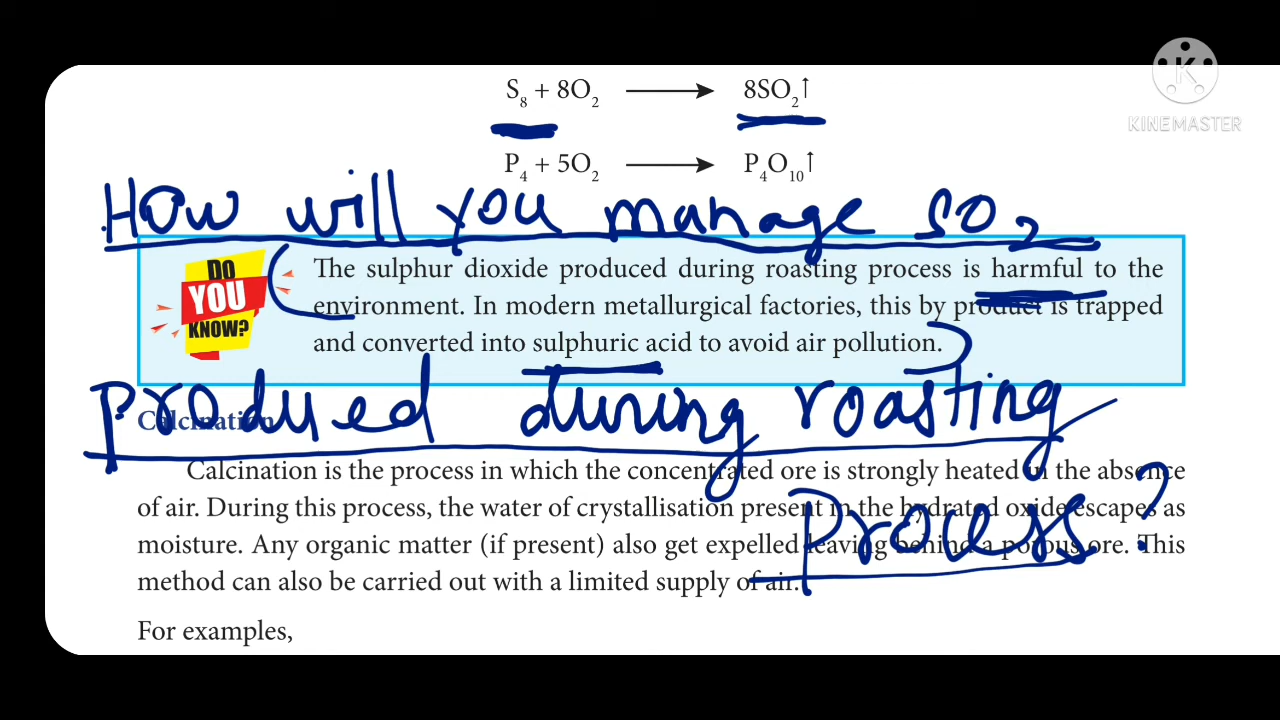 S8 + 8O2 → 8SO2↑
KINEMASTER
P4 + 5O2 → P4O10↑
How will you manage SO2
DO YOU KNOW?
The sulphur dioxide produced during roasting process is harmful to the
environment. In modern metallurgical factories, this by product is trapped
and converted into sulphuric acid to avoid air pollution.
produced during roasting
Calcination
Calcination is the process in which the concentrated ore is strongly heated in the absence
of air. During this process, the water of crystallisation present in the hydrated oxide escapes as
process?
moisture. Any organic matter (if present) also get expelled leaving behind a porous ore. This
method can also be carried out with a limited supply of air.
For examples,